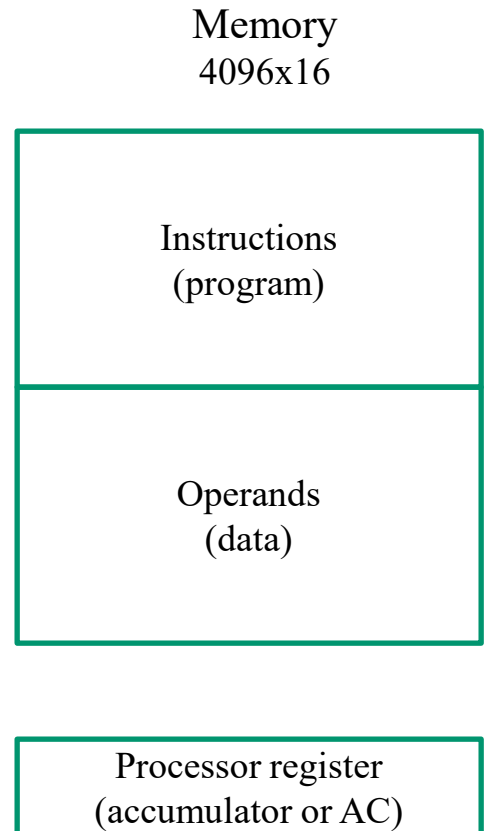 Memory
4096x16
Instructions
(program)
Operands
(data)
Processor register
(accumulator or AC)